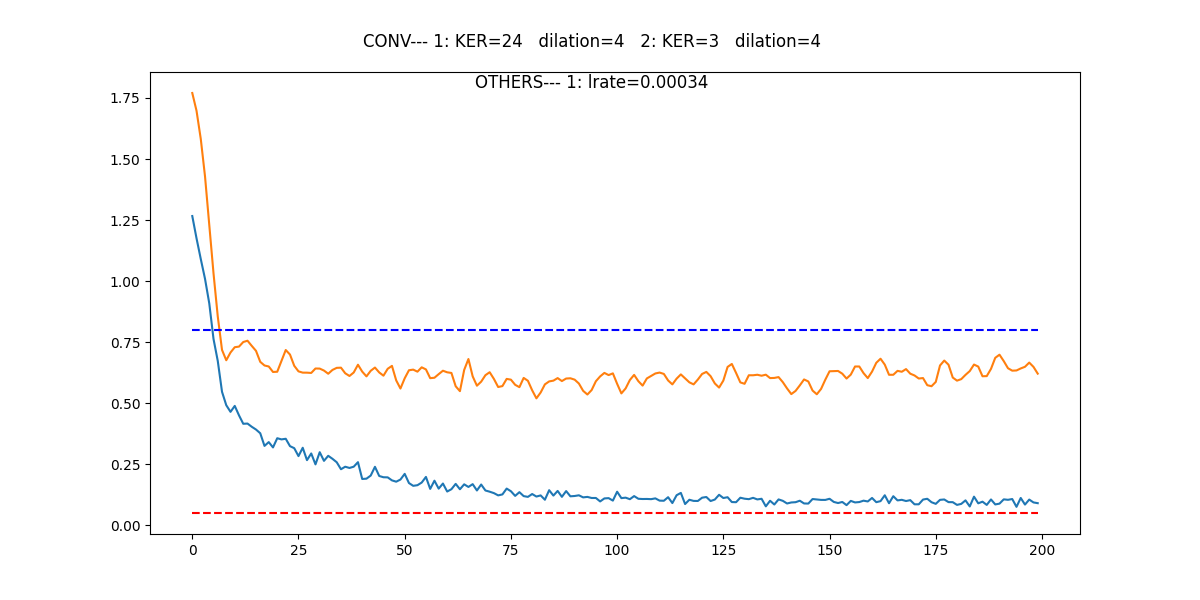 CONV--- 1: KER=24   dilation=4   2: KER=3   dilation=4
OTHERS--- 1: lrate=0.00034
1.75
1.50
1.25
1.00
0.75
0.50
0.25
0.00
0 25 50 75 100 125 150 175 200